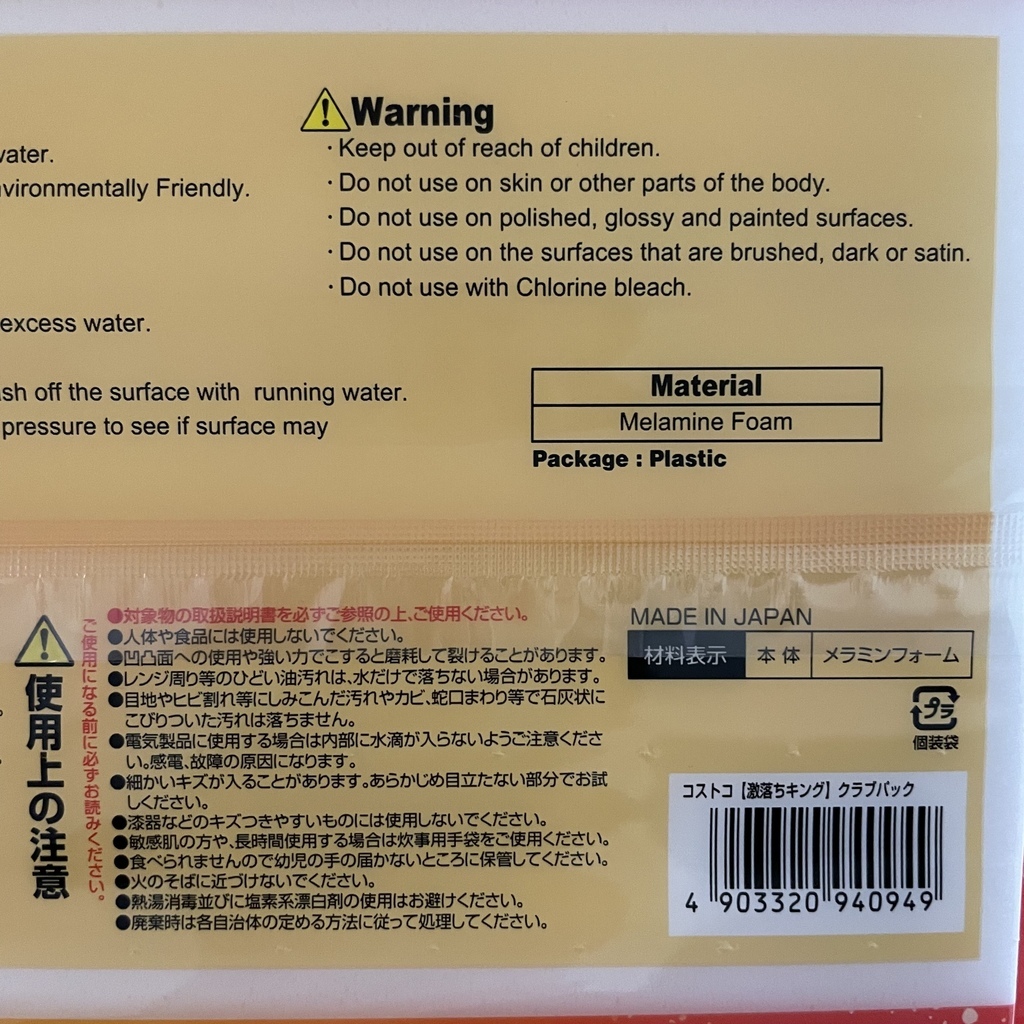 water.
nvironmentally Friendly.
excess water.
sh off the surface with running water.
pressure to see if surface may
Warning
・Keep out of reach of children.
・Do not use on skin or other parts of the body.
・Do not use on polished, glossy and painted surfaces.
・Do not use on the surfaces that are brushed, dark or satin.
・Do not use with Chlorine bleach.
Material
Melamine Foam
Package : Plastic
使用上の注意
ご使用になる前に必ずお読みください。
●対象物の取扱説明書を必ずご参照の上、ご使用ください。
●人体や食品には使用しないでください。
●凹凸面への使用や強い力でこすると磨耗して裂けることがあります。
●レンジ周り等のひどい油汚れは、水だけで落ちない場合があります。
●目地やヒビ割れ等にしみこんだ汚れやカビ、蛇口まわり等で石灰状に
こびりついた汚れは落ちません。
●電気製品に使用する場合は内部に水滴が入らないようご注意くださ
い。感電、故障の原因になります。
●細かいキズが入ることがあります。あらかじめ目立たない部分でお試
しください。
●漆器などのキズつきやすいものには使用しないでください。
●敏感肌の方や、長時間使用する場合は炊事用手袋をご使用ください。
●食べられませんので幼児の手の届かないところに保管してください。
●火のそばに近づけないでください。
●熱湯消毒並びに塩素系漂白剤の使用はお避けください。
●廃棄時は各自治体の定める方法に従って処理してください。
MADE IN JAPAN
材料表示 本体 メラミンフォーム
プラ
個装袋
コストコ【激落ちキング】クラブパック
4 903320 940949